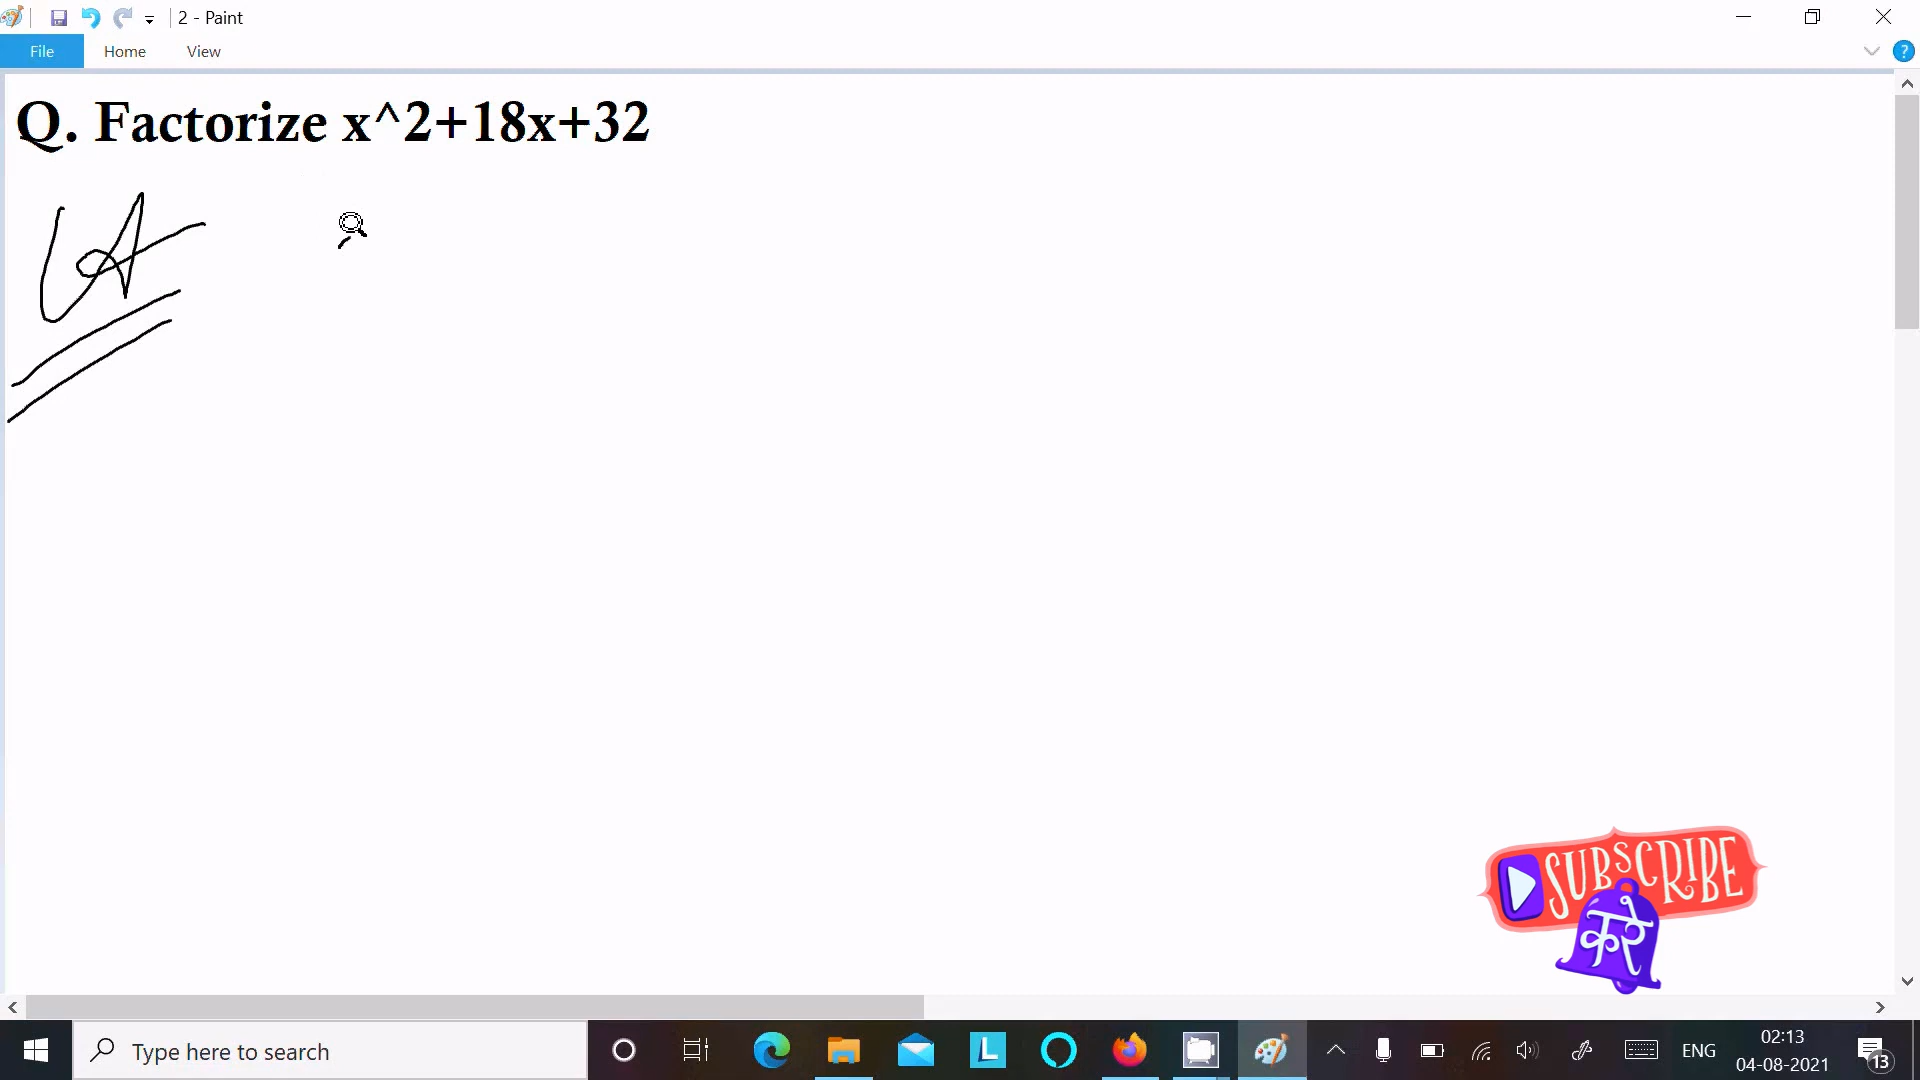 2 - Paint
File Home View
Q. Factorize x^2+18x+32
SUBSCRIBE
करे
Type here to search
ENG
02:13
04-08-2021
13